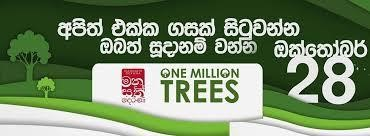 අපිත් එක්ක ගසක් සිටුවන්න
ඔබත් සූදානම් වන්න
ඔක්තෝබර්
28
ONE MILLION
TREES